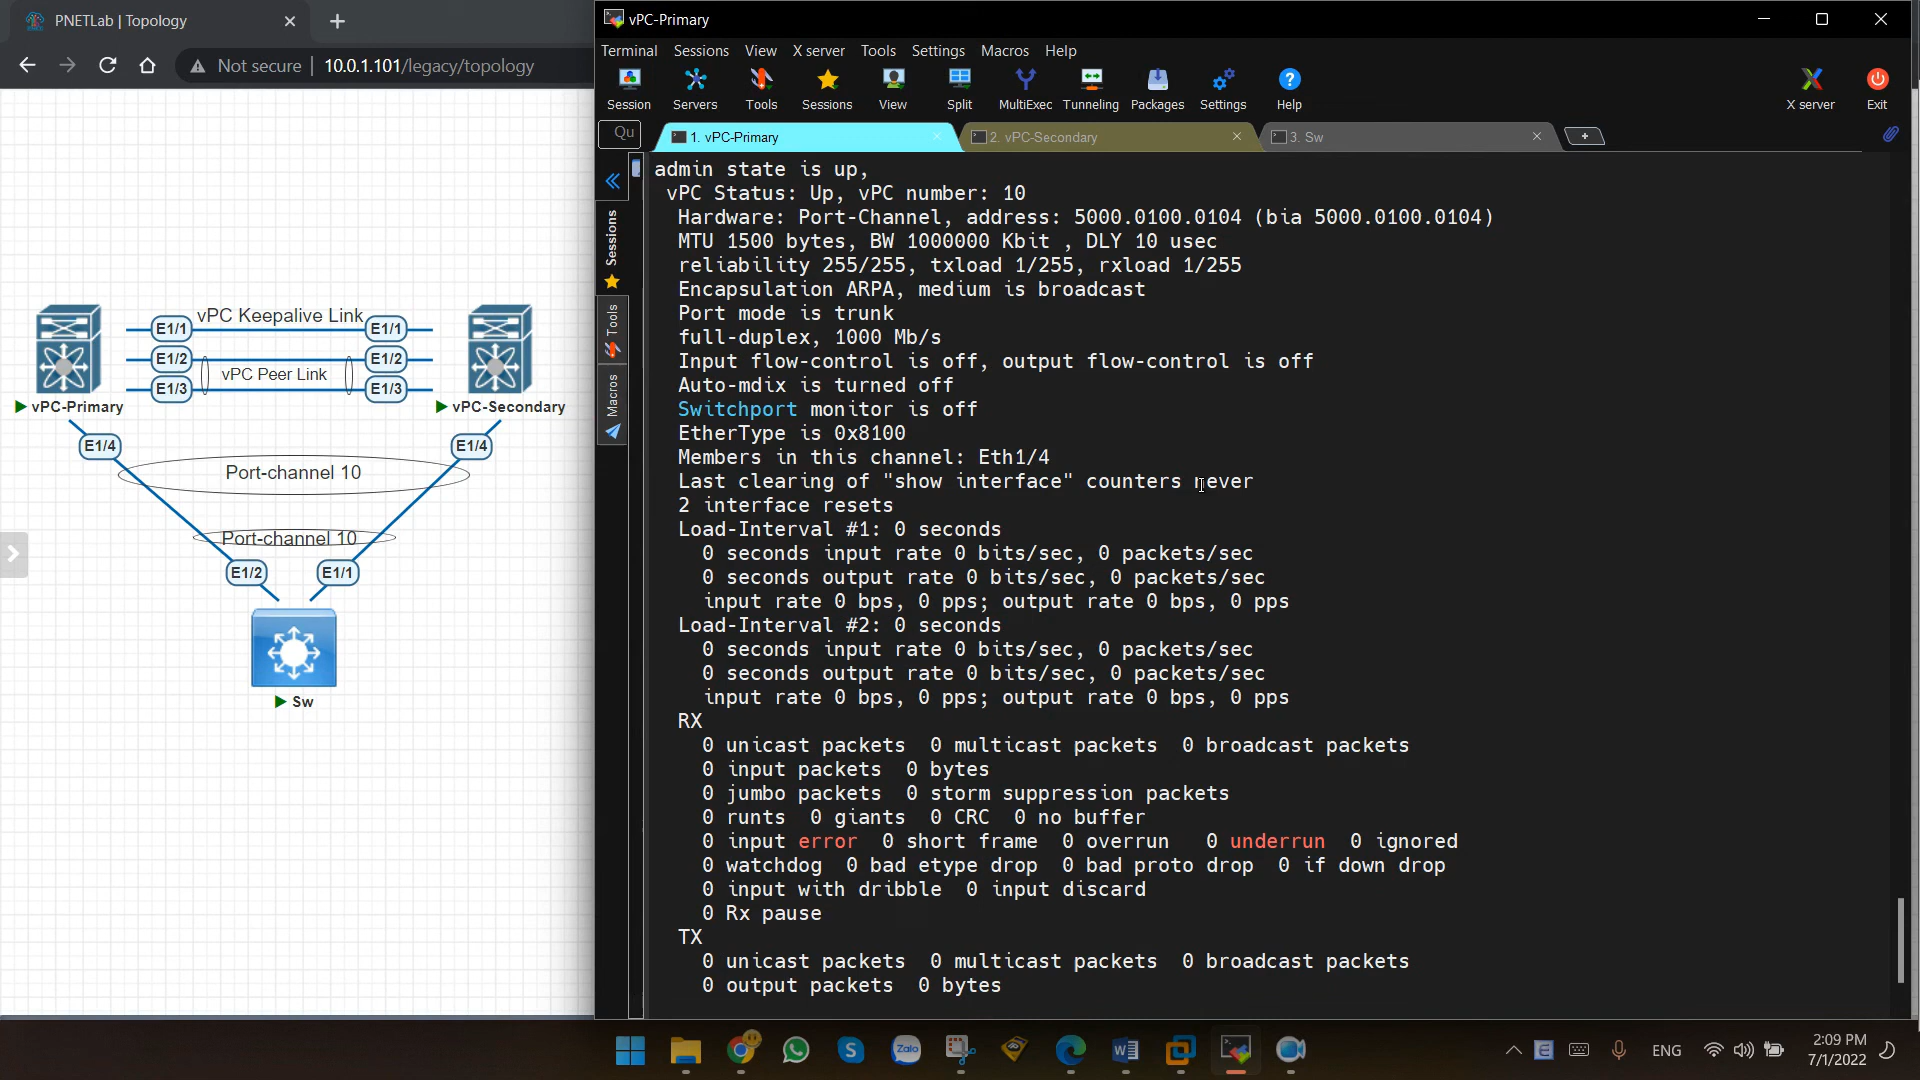 PNETLab | Topology
Not secure
10.0.1.101/legacy/topology
vPC Keepalive Link
E1/1
E1/1
E1/2
E1/2
vPC Peer Link
E1/3
E1/3
vPC-Primary
vPC-Secondary
E1/4
E1/4
Port-channel 10
Port-channel 10
E1/2
E1/1
Sw
vPC-Primary
Terminal Sessions View X server Tools Settings Macros Help
Session Servers Tools Sessions View Split MultiExec Tunneling Packages Settings Help X server Exit
Qu
1. vPC-Primary
2. vPC-Secondary
3. Sw
Sessions
Tools
Macros
admin state is up,
vPC Status: Up, vPC number: 10
Hardware: Port-Channel, address: 5000.0100.0104 (bia 5000.0100.0104)
MTU 1500 bytes, BW 1000000 Kbit , DLY 10 usec
reliability 255/255, txload 1/255, rxload 1/255
Encapsulation ARPA, medium is broadcast
Port mode is trunk
full-duplex, 1000 Mb/s
Input flow-control is off, output flow-control is off
Auto-mdix is turned off
Switchport monitor is off
EtherType is 0x8100
Members in this channel: Eth1/4
Last clearing of "show interface" counters never
2 interface resets
Load-Interval #1: 0 seconds
0 seconds input rate 0 bits/sec, 0 packets/sec
0 seconds output rate 0 bits/sec, 0 packets/sec
input rate 0 bps, 0 pps; output rate 0 bps, 0 pps
Load-Interval #2: 0 seconds
0 seconds input rate 0 bits/sec, 0 packets/sec
0 seconds output rate 0 bits/sec, 0 packets/sec
input rate 0 bps, 0 pps; output rate 0 bps, 0 pps
RX
0 unicast packets 0 multicast packets 0 broadcast packets
0 input packets 0 bytes
0 jumbo packets 0 storm suppression packets
0 runts 0 giants 0 CRC 0 no buffer
0 input error 0 short frame 0 overrun 0 underrun 0 ignored
0 watchdog 0 bad etype drop 0 bad proto drop 0 if down drop
0 input with dribble 0 input discard
0 Rx pause
TX
0 unicast packets 0 multicast packets 0 broadcast packets
0 output packets 0 bytes
Zalo
ENG
2:09 PM
7/1/2022